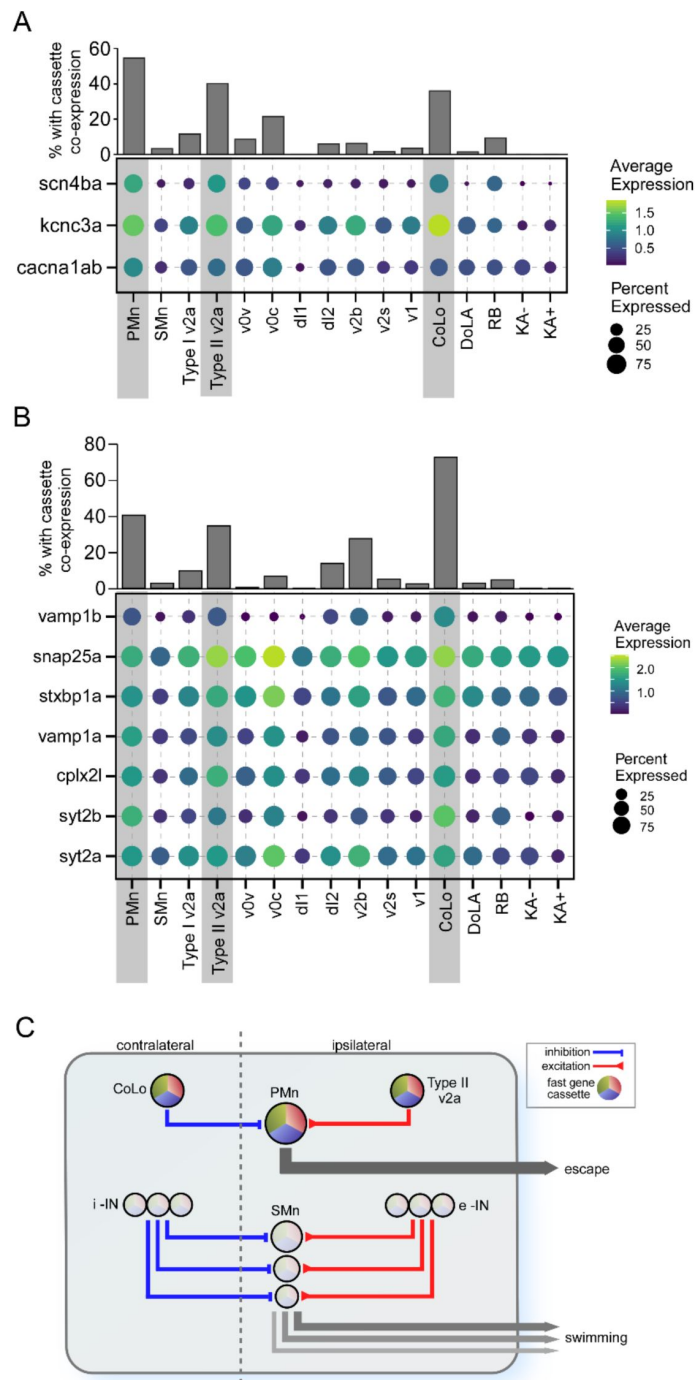 A
% with cassette
co-expression
60
40
20
0
scn4ba
kcnc3a
cacna1ab
PMn
SMn
Type I v2a
Type II v2a
v0v
v0c
dI1
dI2
v2b
v2s
v1
CoLo
DoLA
RB
KA-
KA+
Average
Expression
1.5
1.0
0.5
Percent
Expressed
25
50
75
B
% with cassette
co-expression
80
60
40
20
0
vamp1b
snap25a
stxbp1a
vamp1a
cplx2l
syt2b
syt2a
PMn
SMn
Type I v2a
Type II v2a
v0v
v0c
dI1
dI2
v2b
v2s
v1
CoLo
DoLA
RB
KA-
KA+
Average
Expression
2.0
1.0
Percent
Expressed
25
50
75
C
contralateral
ipsilateral
inhibition
excitation
fast gene
cassette
CoLo
PMn
Type II
v2a
escape
i -IN
SMn
e -IN
swimming